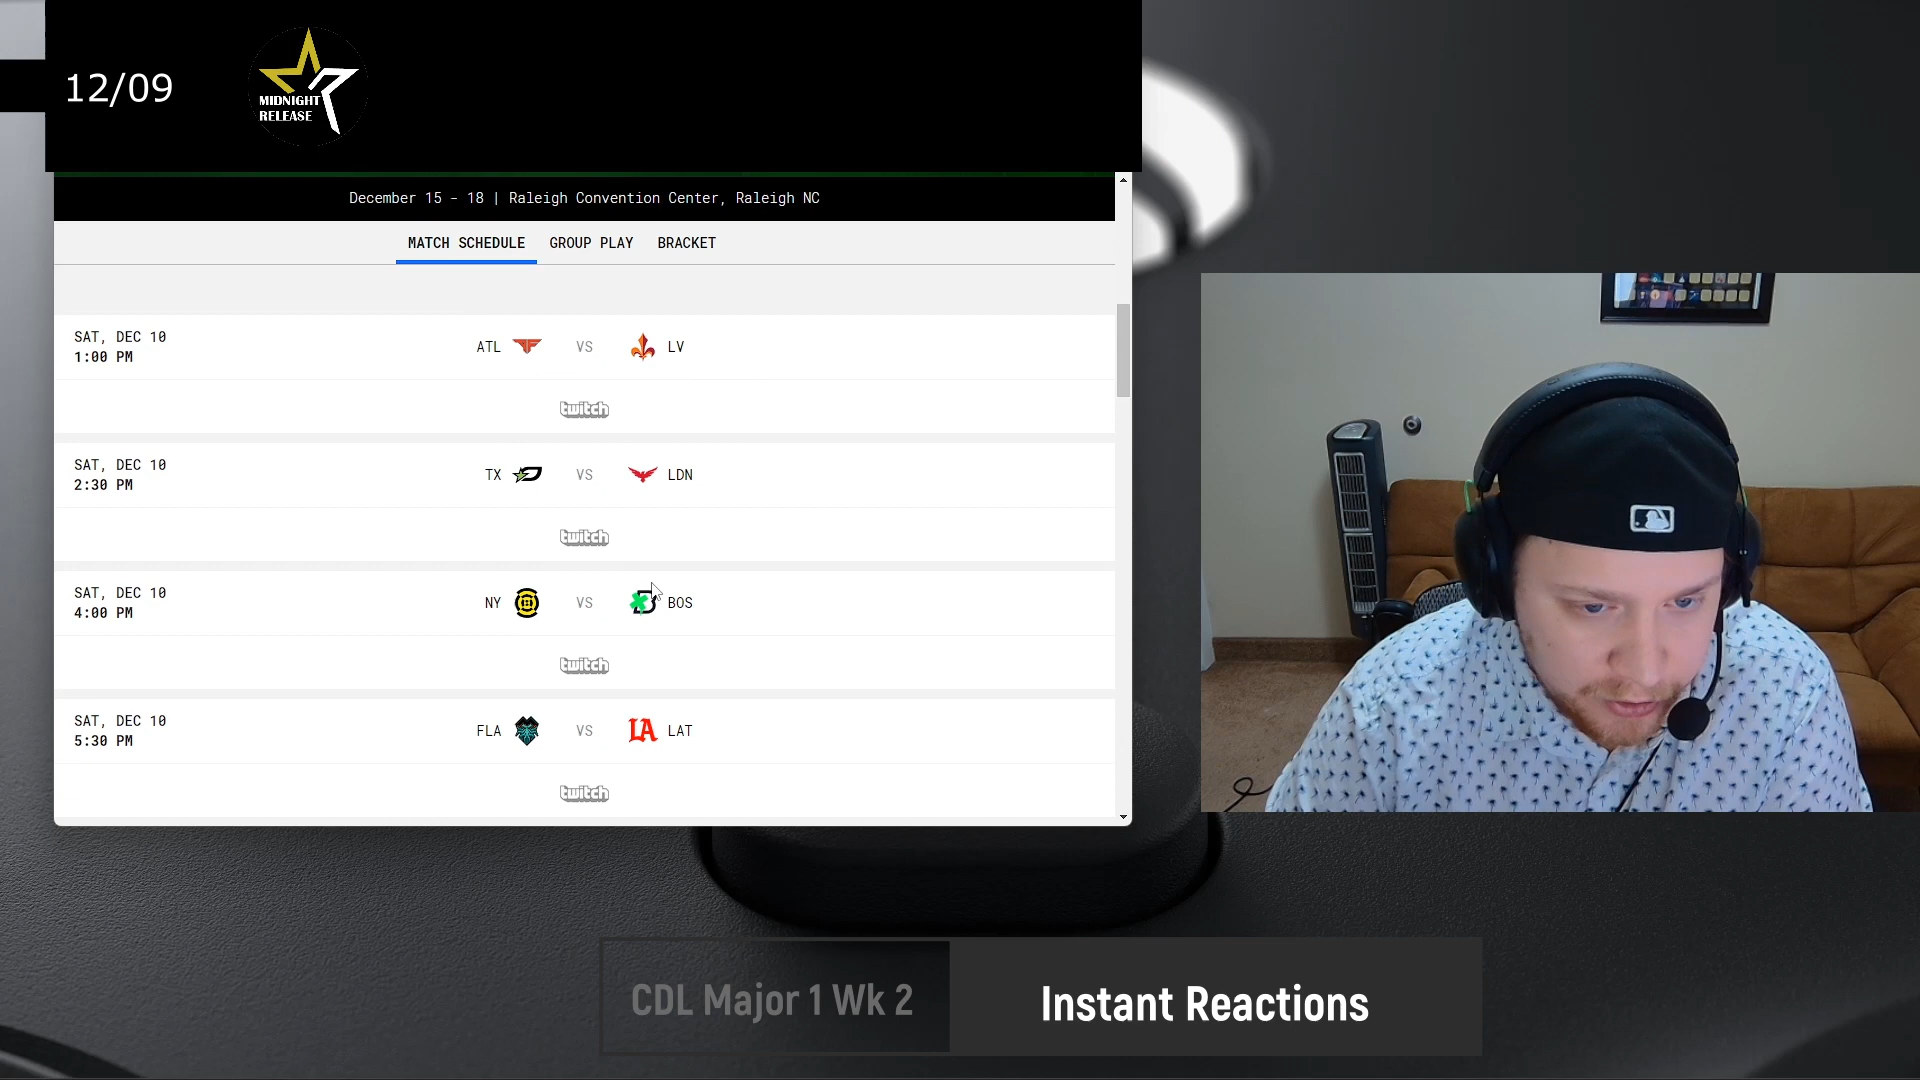 12/09
MIDNIGHT
RELEASE
December 15 - 18 | Raleigh Convention Center, Raleigh NC
MATCH SCHEDULE GROUP PLAY BRACKET
SAT, DEC 10
1:00 PM
ATL VS LV
twitch
SAT, DEC 10
2:30 PM
TX VS LDN
twitch
SAT, DEC 10
4:00 PM
NY VS BOS
twitch
SAT, DEC 10
5:30 PM
FLA VS LA LAT
twitch
CDL Major 1 Wk 2
Instant Reactions